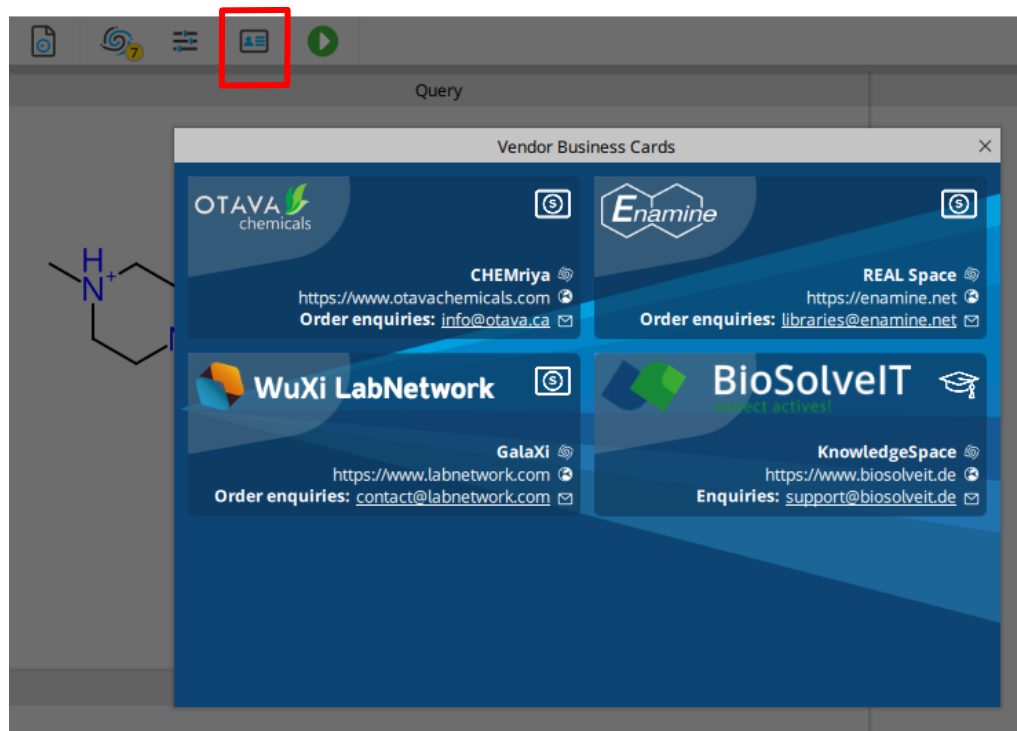 7
Query
Vendor Business Cards
OTAVA
chemicals
CHEMriya
https://www.otavachemicals.com
Order enquiries: info@otava.ca
Enamine
REAL Space
https://enamine.net
Order enquiries: libraries@enamine.net
WuXi LabNetwork
GalaXi
https://www.labnetwork.com
Order enquiries: contact@labnetwork.com
BioSolveIT
expect actives!
KnowledgeSpace
https://www.biosolveit.de
Enquiries: support@biosolveit.de
H
N+